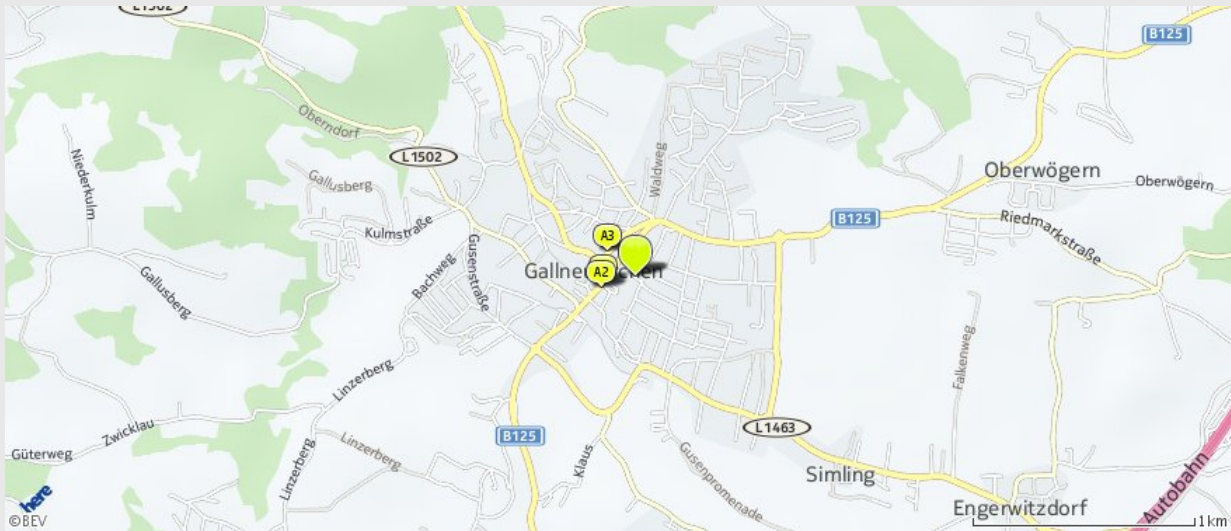 L1502
B125
Oberndorf
L1502
Niederkulm
Gallusberg
Waldweg
Oberwögern
Oberwögern
Kulmstraße
B125
Riedmarkstraße
A3
Gusenstraße
Bachweg
A2
Gallusberg
Falkenweg
Linzerberg
Zwicklau
B125
L1463
Güterweg
Linzerberg
Linzerberg
Klaus
Gusenpromenade
Simling
Autobahn
Engerwitzdorf
here
©BEV
1km